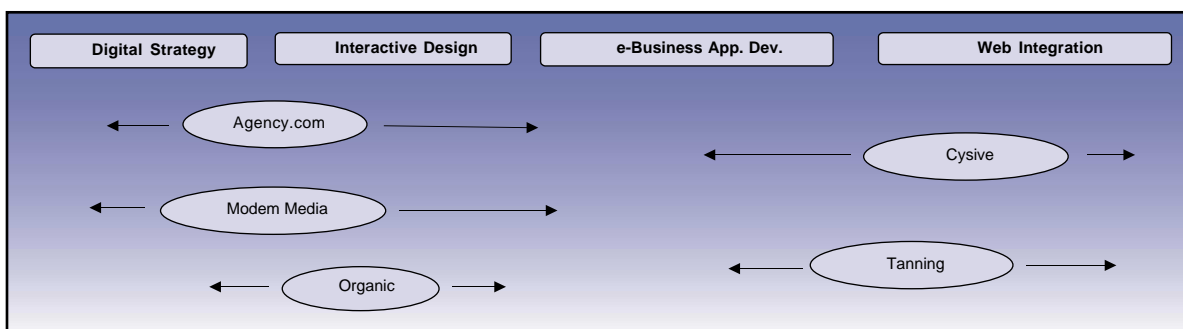 Digital Strategy
Interactive Design
e-Business App. Dev.
Web Integration
Agency.com
Cysive
Modem Media
Tanning
Organic